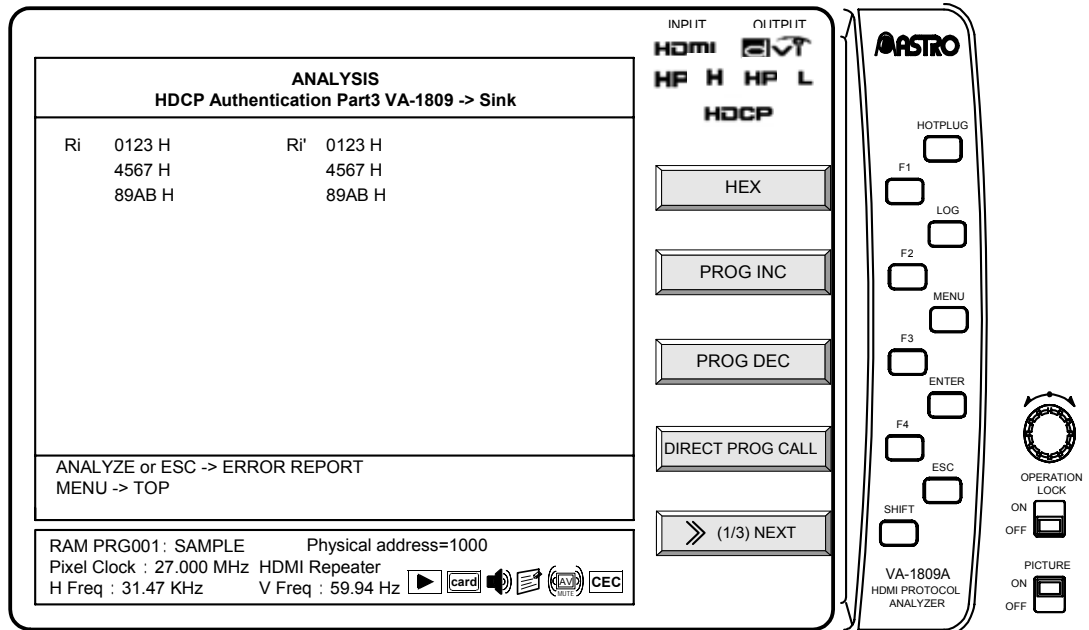 INPUT OUTPUT
HDMI DVI
HP H HP L
HDCP
ANALYSIS
HDCP Authentication Part3 VA-1809 -> Sink
Ri 0123 H Ri' 0123 H
4567 H 4567 H
89AB H 89AB H
ANALYZE or ESC -> ERROR REPORT
MENU -> TOP
RAM PRG001: SAMPLE Physical address=1000
Pixel Clock : 27.000 MHz HDMI Repeater
H Freq : 31.47 KHz V Freq : 59.94 Hz card AV MUTE CEC
HEX
PROG INC
PROG DEC
DIRECT PROG CALL
(1/3) NEXT
ASTRO
HOTPLUG
F1
LOG
F2
MENU
F3
ENTER
F4
ESC
SHIFT
VA-1809A
HDMI PROTOCOL
ANALYZER
OPERATION
LOCK
ON
OFF
PICTURE
ON
OFF